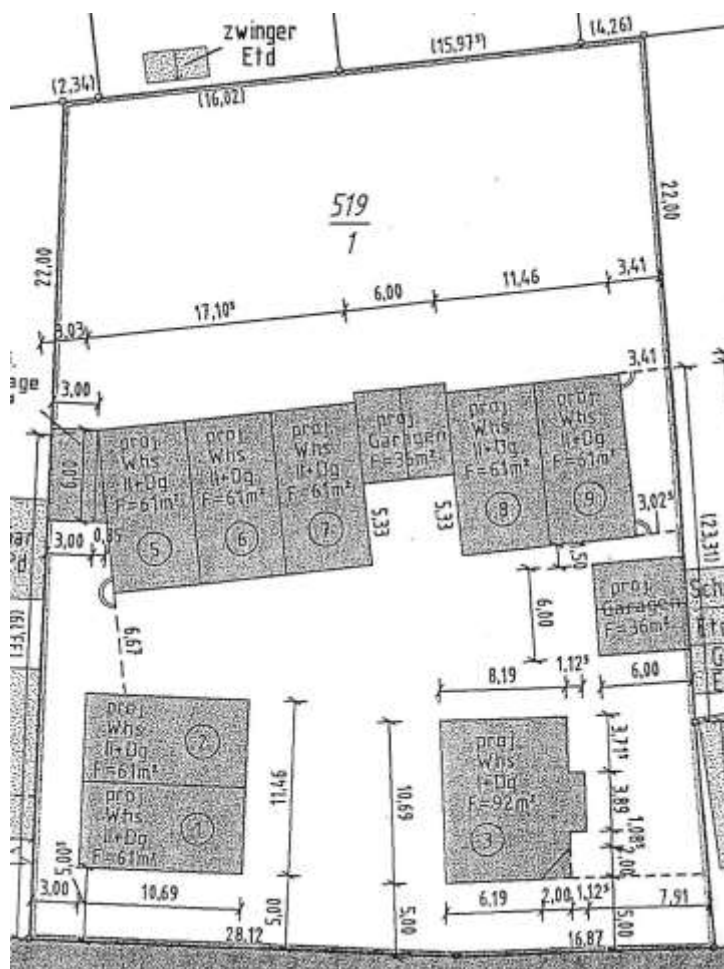 (4,26)
zwinger
Etd
(15,97⁵)
(2,34)
(16,02)
519
1
22,00
22,00
3,41
11,46
6,00
17,10⁵
3,03
3,41
age
3,00
6,00
proj
Whs
II+Dg
F=61m²
5
proj
Whs
II+Dg
F=61m²
6
proj
Whs
II+Dg
F=61m²
7
proj
Garagen
F=36m²
proj
Whs
II+Dg
F=61m²
8
proj
Whs
II+Dg
F=61m²
9
5,33
5,33
3,02⁵
(23,31)
3,00
6,67
6,00
proj
Garagen
F=36m²
Sch
8,19
1,12⁵
6,00
proj
Whs
II+Dg
F=61m²
2
proj
Whs
II+Dg
F=61m²
1
11,46
10,69
proj
Whs
I+Dg
F=92m²
3
3,71⁵
3,89
1,08⁵
2,00
5,00⁵
3,00
10,69
5,00
5,00
6,19
2,00
1,12⁵
7,91
5,00
28,12
16,87